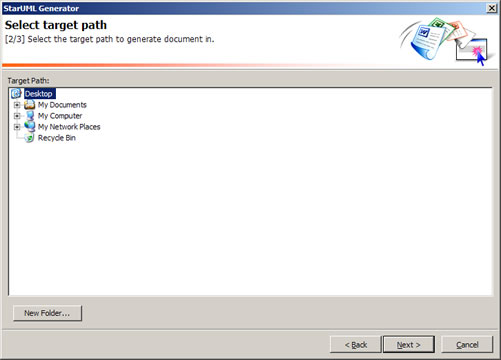 StarUML Generator
Select target path
[2/3] Select the target path to generate document in.
Target Path:
Desktop
My Documents
My Computer
My Network Places
Recycle Bin
New Folder...
< Back
Next >
Cancel